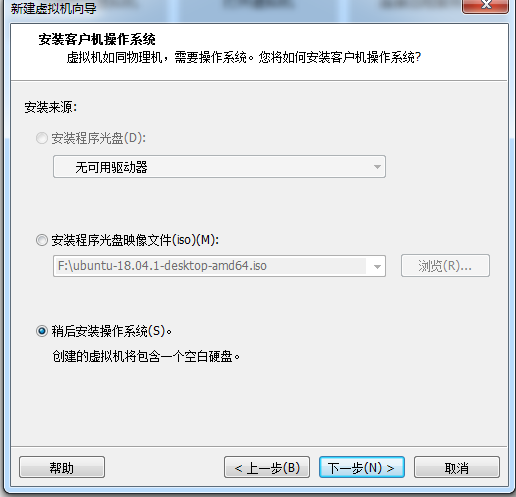 新建虚拟机向导
安装客户机操作系统
虚拟机如同物理机，需要操作系统。您将如何安装客户机操作系统?
安装来源:
安装程序光盘(D):
无可用驱动器
安装程序光盘映像文件(iso)(M):
F:\ubuntu-18.04.1-desktop-amd64.iso
浏览(R)...
稍后安装操作系统(S)。
创建的虚拟机将包含一个空白硬盘。
帮助
< 上一步(B)
下一步(N) >
取消